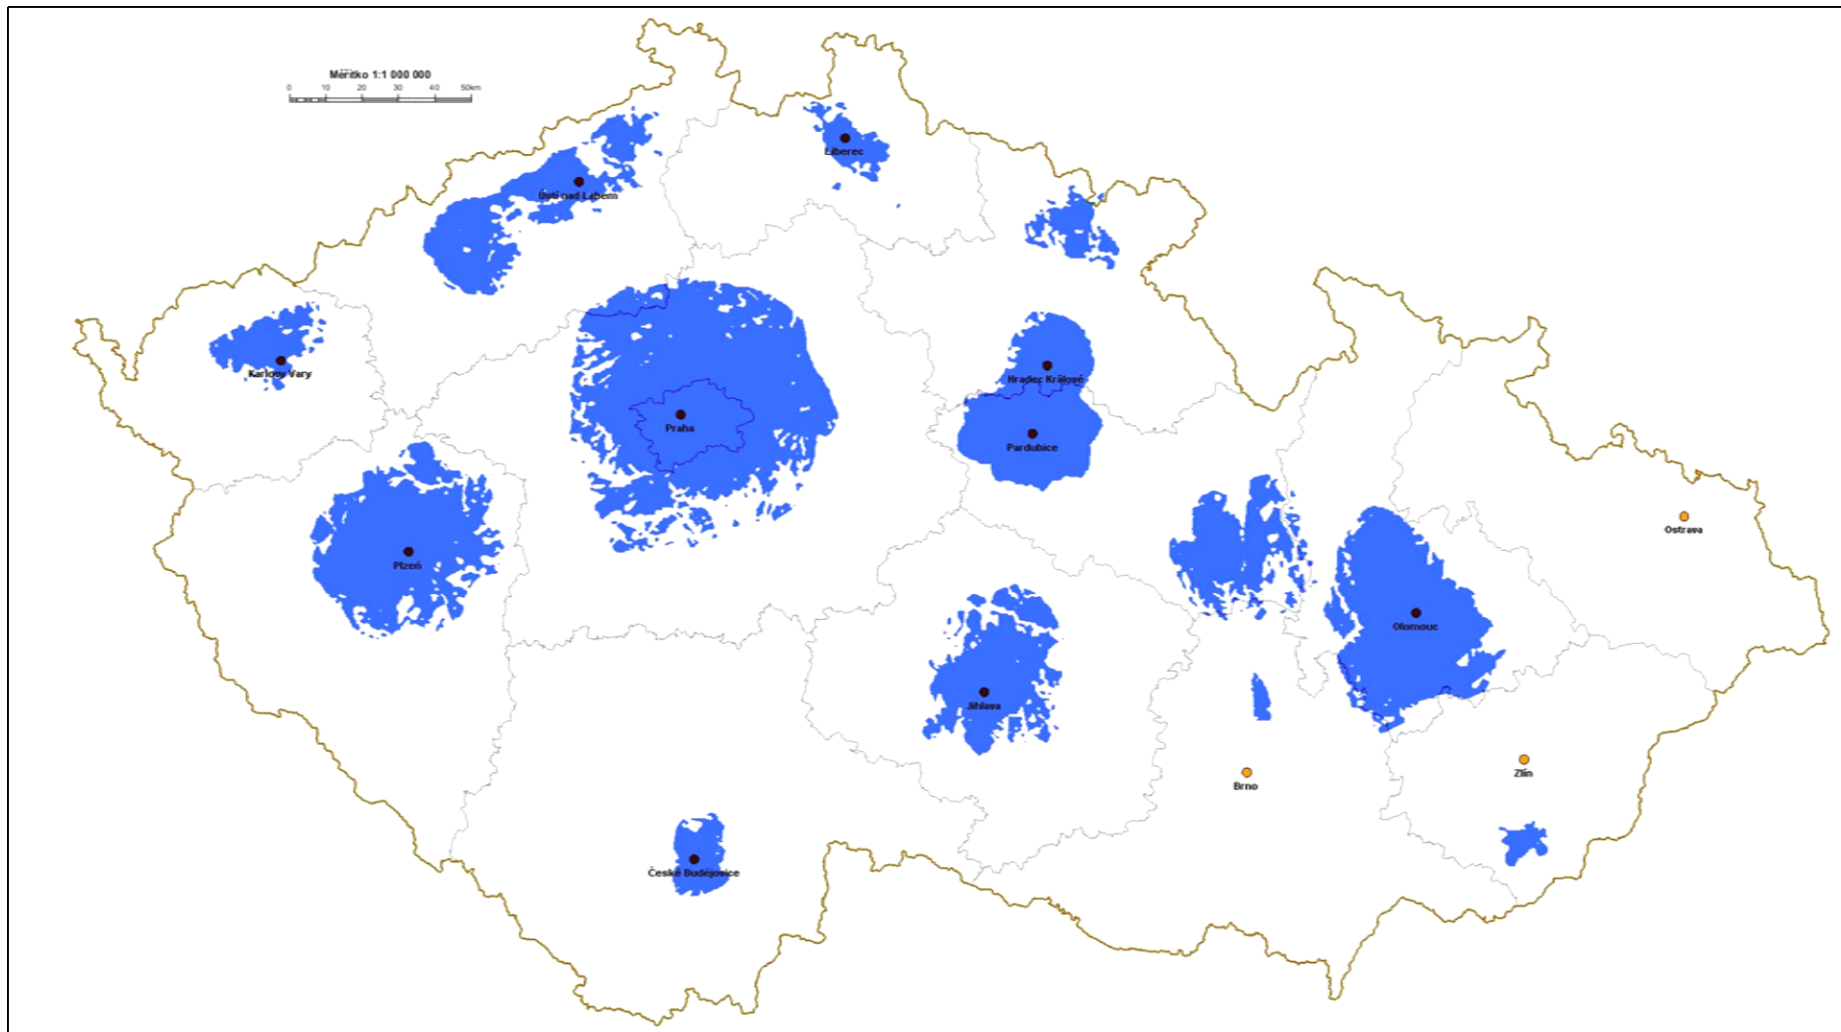 Měřítko 1:1 000 000
0 10 20 30 40 50km
Liberec
Ústí nad Labem
Karlovy Vary
Hradec Králové
Praha
Pardubice
Ostrava
Plzeň
Olomouc
Jihlava
Zlín
Brno
České Budějovice